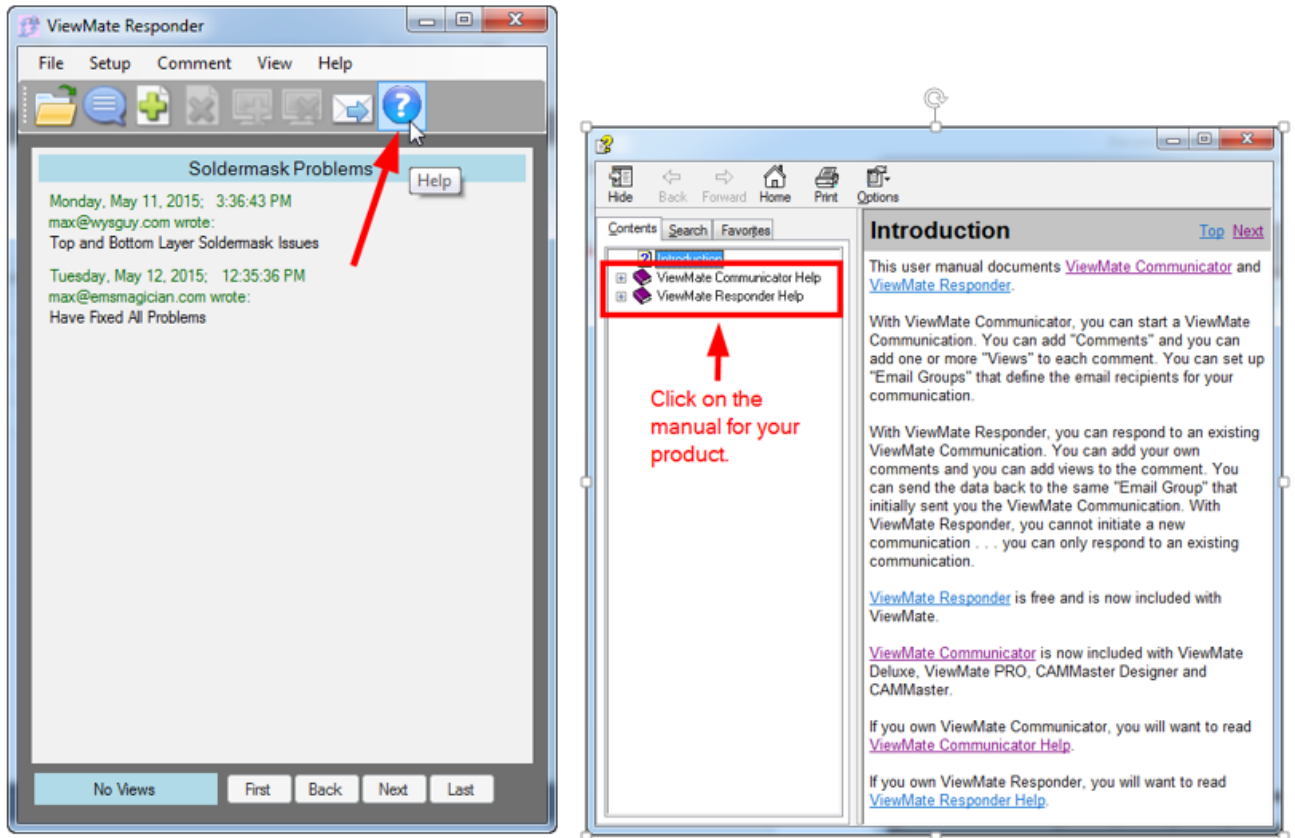 ViewMate Responder
File Setup Comment View Help
Soldermask Problems
Help
Monday, May 11, 2015; 3:36:43 PM
max@wysguy.com wrote:
Top and Bottom Layer Soldermask Issues
Tuesday, May 12, 2015; 12:35:36 PM
max@emsmagician.com wrote:
Have Fixed All Problems
No Views First Back Next Last
Hide Back Forward Home Print Options
Contents Search Favorites
Introduction
ViewMate Communicator Help
ViewMate Responder Help
Click on the
manual for your
product.
Introduction Top Next
This user manual documents ViewMate Communicator and
ViewMate Responder.
With ViewMate Communicator, you can start a ViewMate
Communication. You can add "Comments" and you can
add one or more "Views" to each comment. You can set up
"Email Groups" that define the email recipients for your
communication.
With ViewMate Responder, you can respond to an existing
ViewMate Communication. You can add your own
comments and you can add views to the comment. You
can send the data back to the same "Email Group" that
initially sent you the ViewMate Communication. With
ViewMate Responder, you cannot initiate a new
communication . . . you can only respond to an existing
communication.
ViewMate Responder is free and is now included with
ViewMate.
ViewMate Communicator is now included with ViewMate
Deluxe, ViewMate PRO, CAMMaster Designer and
CAMMaster.
If you own ViewMate Communicator, you will want to read
ViewMate Communicator Help.
If you own ViewMate Responder, you will want to read
ViewMate Responder Help.